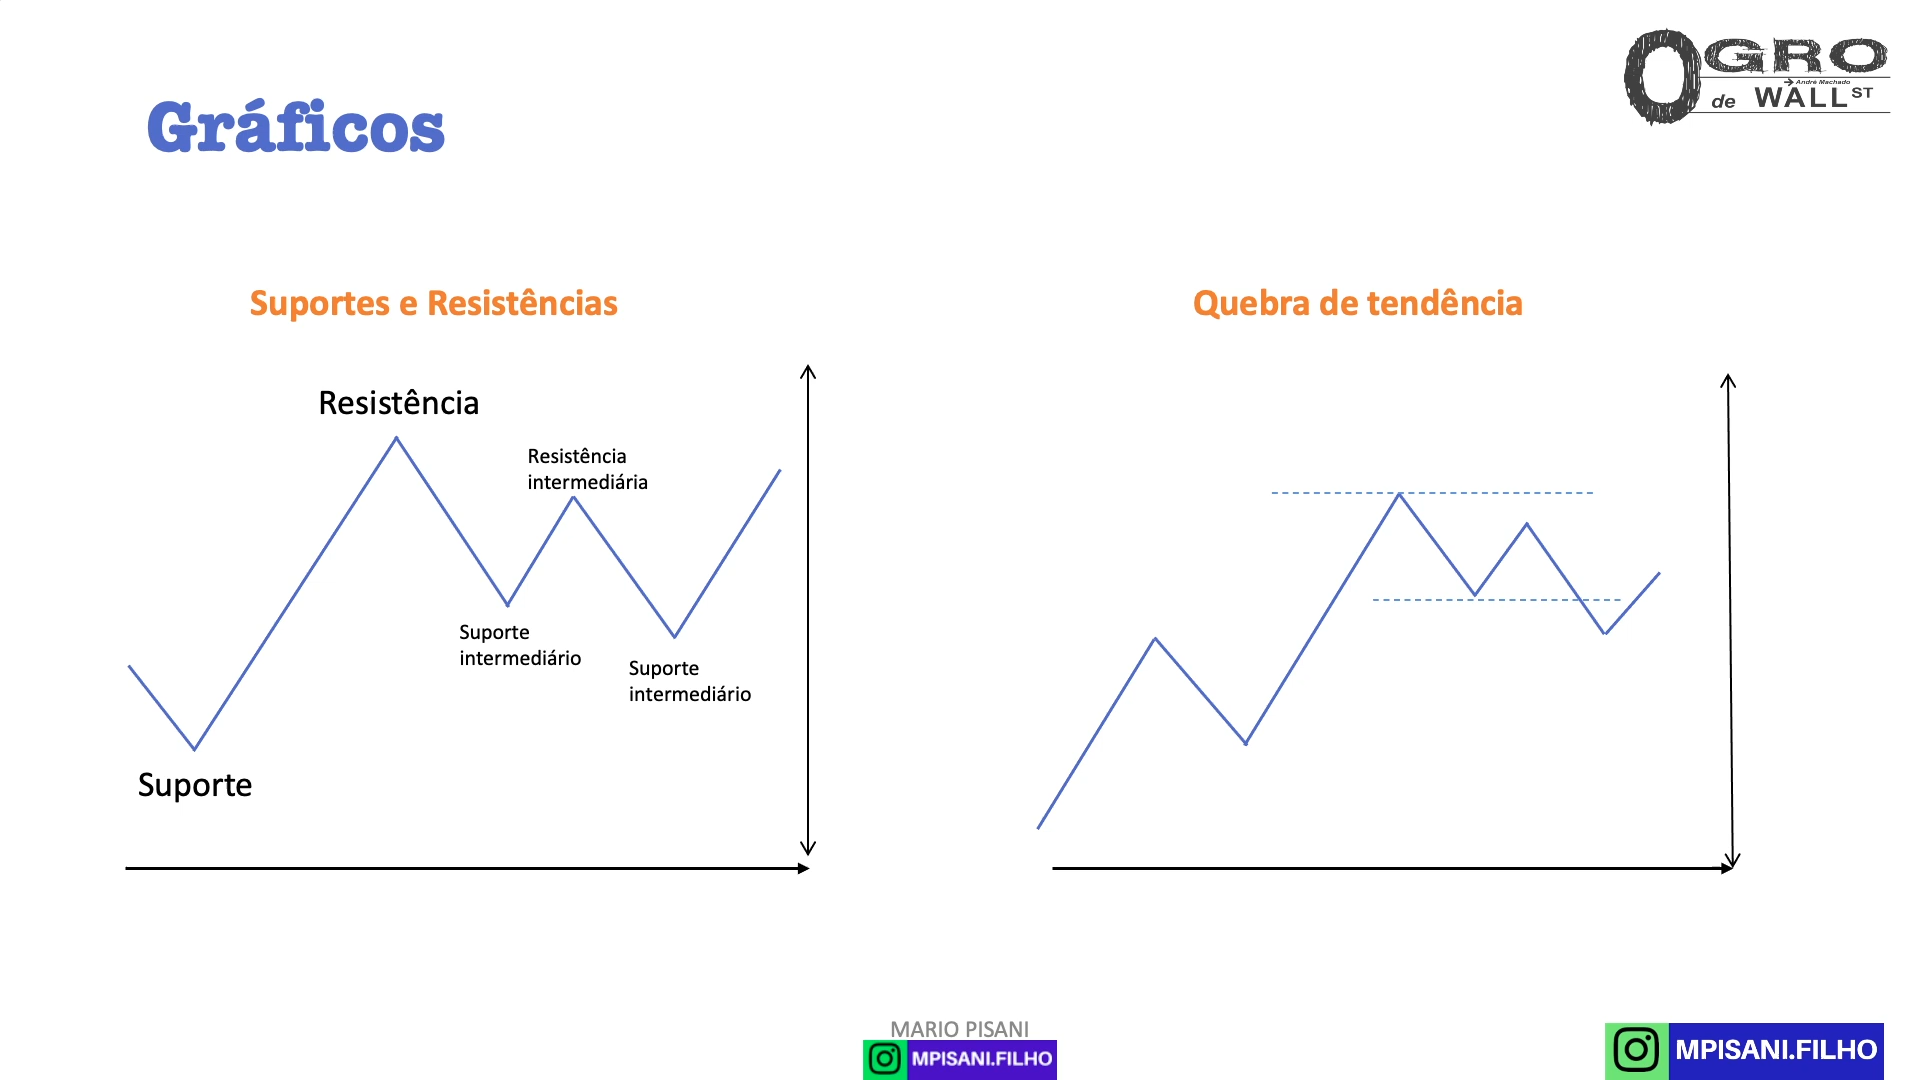 OGRO
André Machado
de WALL ST
Gráficos
Suportes e Resistências
Quebra de tendência
Resistência
Resistência
intermediária
Suporte
intermediário
Suporte
intermediário
Suporte
MARIO PISANI
MPISANI.FILHO
MPISANI.FILHO